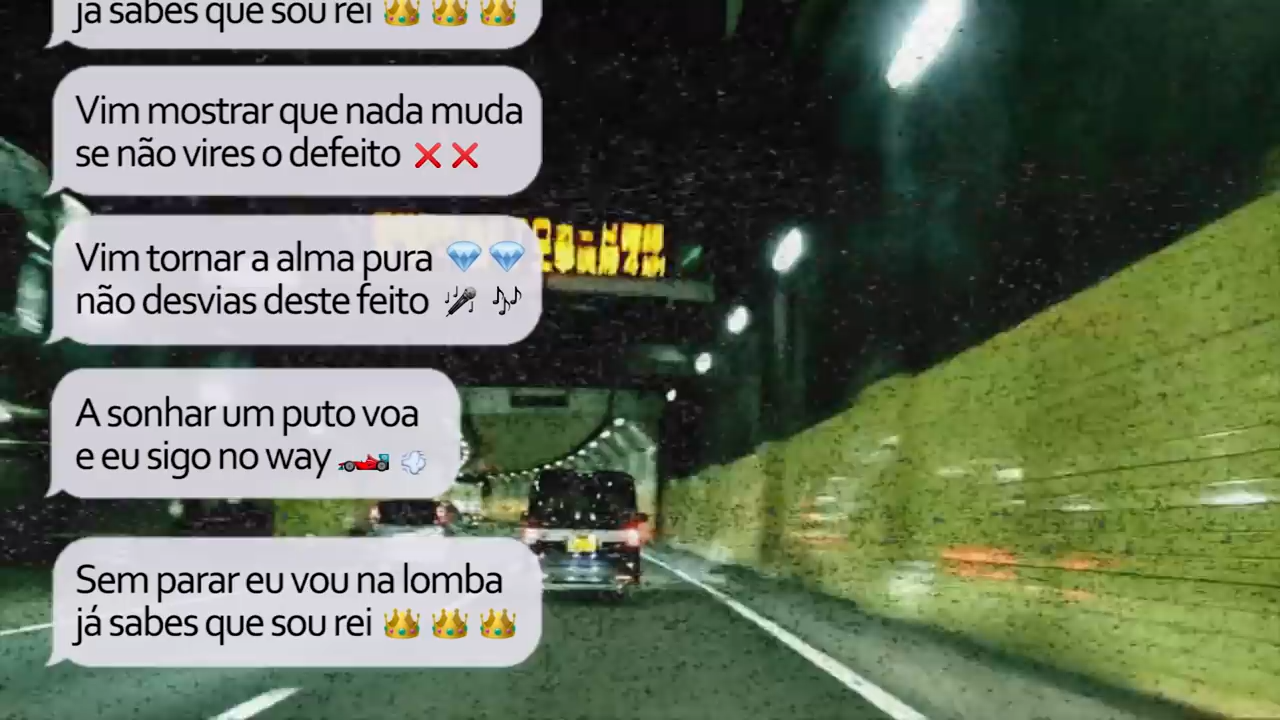 já sabes que sou rei 👑 👑 👑
Vim mostrar que nada muda
se não vires o defeito ❌ ❌
Vim tornar a alma pura 💎 💎
não desvias deste feito 🎤 🎶
A sonhar um puto voa
e eu sigo no way 🏎️ 💨
Sem parar eu vou na lomba
já sabes que sou rei 👑 👑 👑